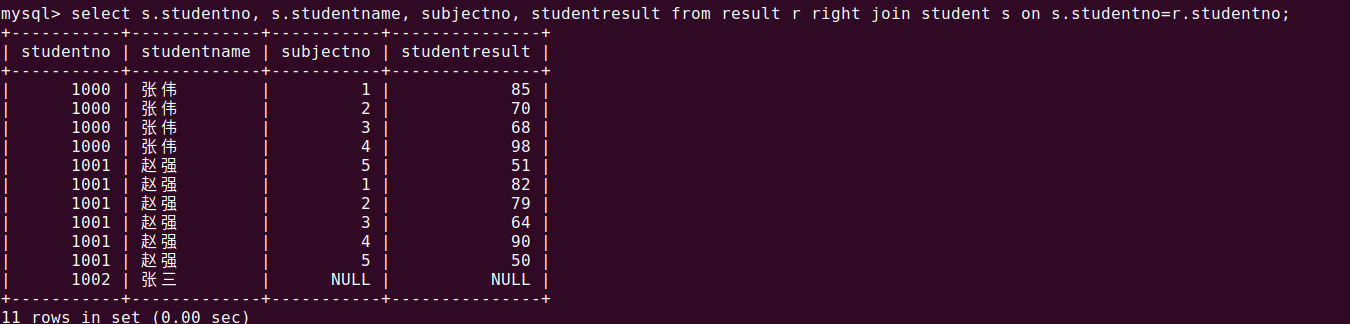 mysql> select s.studentno, s.studentname, subjectno, studentresult from result r right join student s on s.studentno=r.studentno;
+-----------+-------------+-----------+---------------+
| studentno | studentname | subjectno | studentresult |
+-----------+-------------+-----------+---------------+
|      1000 | 张伟        |         1 |            85 |
|      1000 | 张伟        |         2 |            70 |
|      1000 | 张伟        |         3 |            68 |
|      1000 | 张伟        |         4 |            98 |
|      1001 | 赵强        |         5 |            51 |
|      1001 | 赵强        |         1 |            82 |
|      1001 | 赵强        |         2 |            79 |
|      1001 | 赵强        |         3 |            64 |
|      1001 | 赵强        |         4 |            90 |
|      1001 | 赵强        |         5 |            50 |
|      1002 | 张三        |      NULL |          NULL |
+-----------+-------------+-----------+---------------+
11 rows in set (0.00 sec)